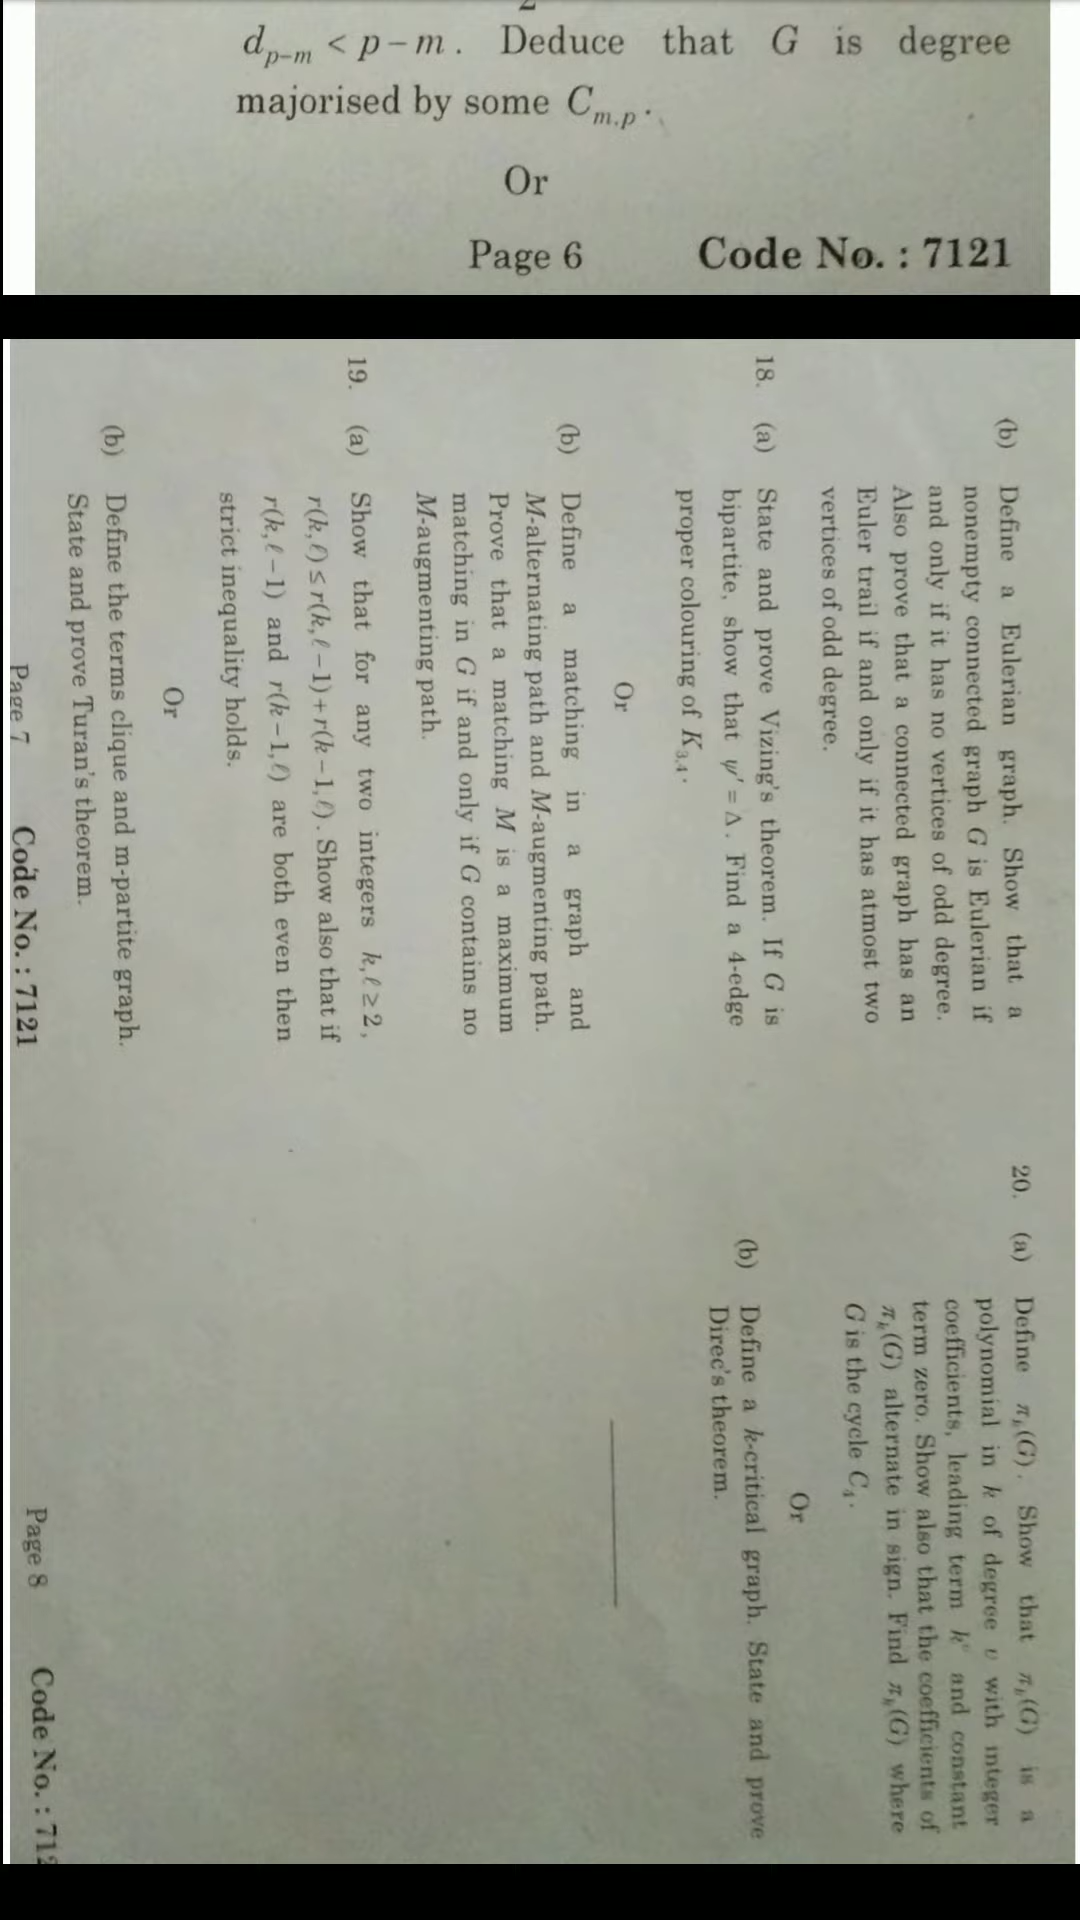 d_{p-m} < p - m. Deduce that G is degree
majorised by some C_{m,p}.
Or
Page 6 Code No. : 7121
(b) Define a Eulerian graph. Show that a
nonempty connected graph G is Eulerian if
and only if it has no vertices of odd degree.
Also prove that a connected graph has an
Euler trail if and only if it has atmost two
vertices of odd degree.
18. (a) State and prove Vizing's theorem. If G is
bipartite, show that ψ' = Δ. Find a 4-edge
proper colouring of K_{3,4}.
Or
(b) Define a matching in a graph and
M-alternating path and M-augmenting path.
Prove that a matching M is a maximum
matching in G if and only if G contains no
M-augmenting path.
19. (a) Show that for any two integers k, ℓ ≥ 2,
r(k, ℓ) ≤ r(k, ℓ - 1) + r(k - 1, ℓ). Show also that if
r(k, ℓ - 1) and r(k - 1, ℓ) are both even then
strict inequality holds.
Or
(b) Define the terms clique and m-partite graph.
State and prove Turan's theorem.
Page 7 Code No. : 7121
20. (a) Define π_k(G). Show that π_k(G) is a
polynomial in k of degree υ with integer
coefficients, leading term k^υ and constant
term zero. Show also that the coefficients of
π_k(G) alternate in sign. Find π_k(G) where
G is the cycle C_4.
Or
(b) Define a k-critical graph. State and prove
Direc's theorem.
Page 8 Code No. : 712